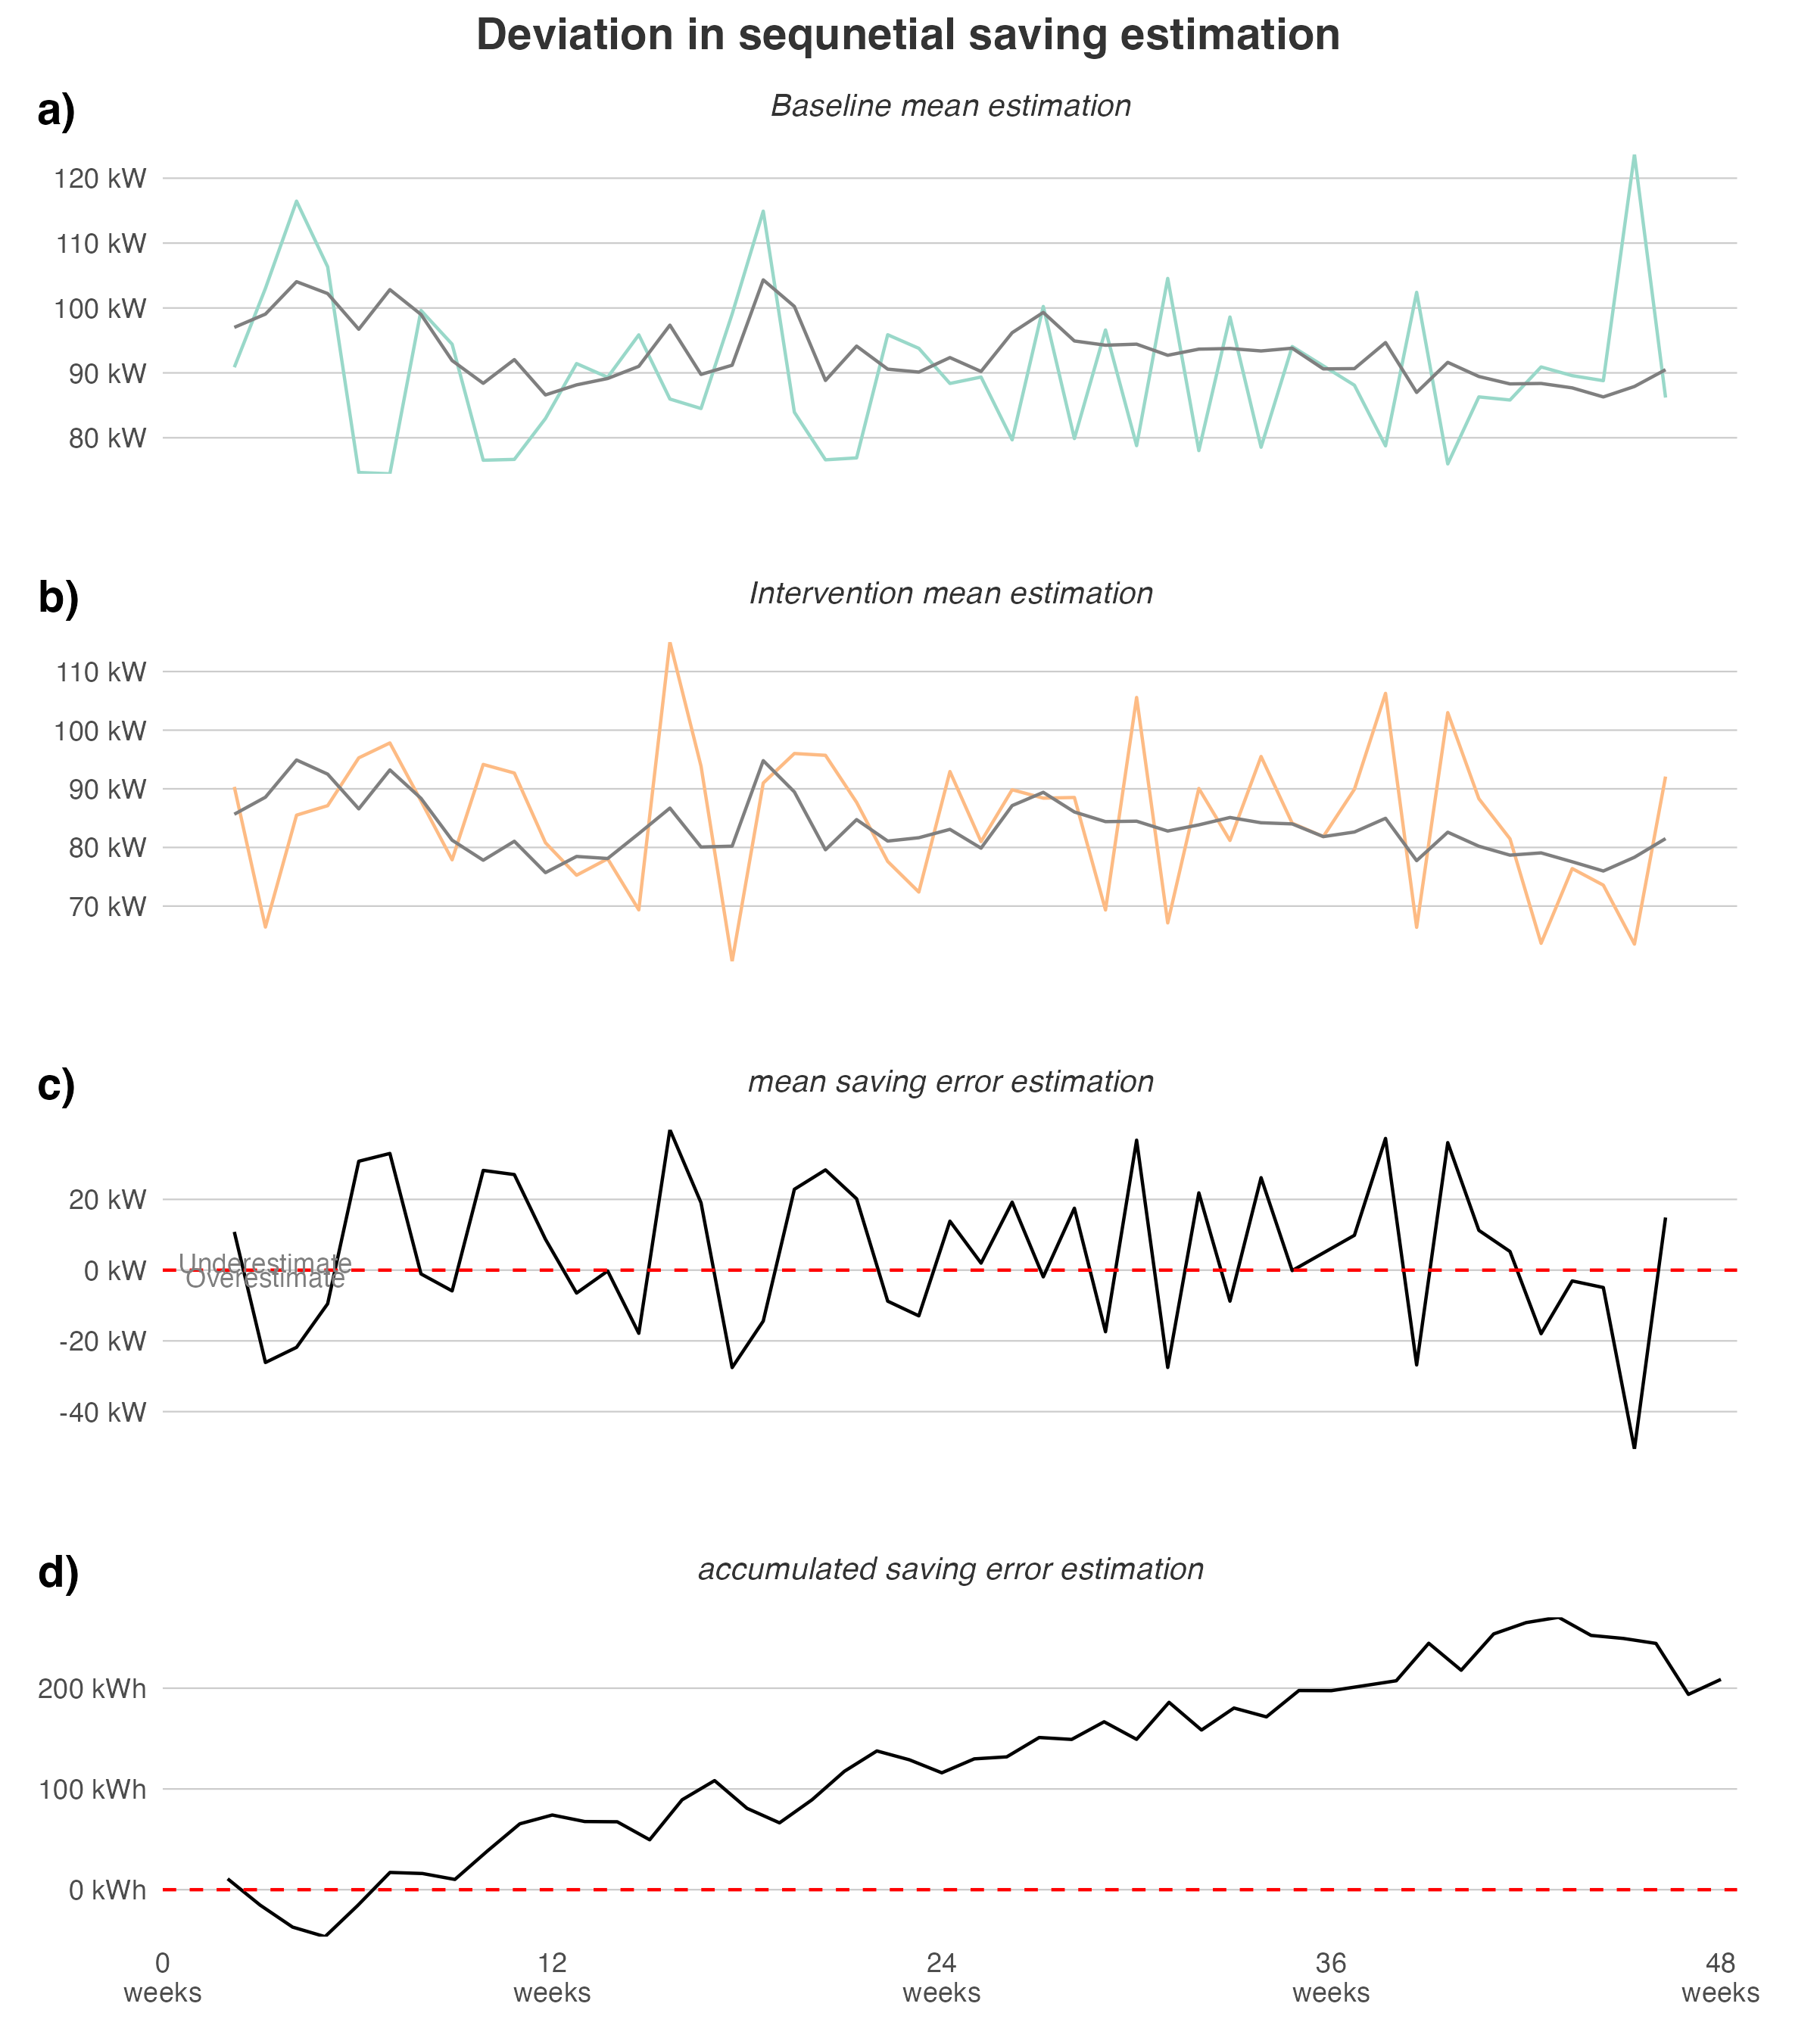 Deviation in sequnetial saving estimation
a)
Baseline mean estimation
120 kW
110 kW
100 kW
90 kW
80 kW
b)
Intervention mean estimation
110 kW
100 kW
90 kW
80 kW
70 kW
c)
mean saving error estimation
20 kW
Underestimate
0 kW
Overestimate
-20 kW
-40 kW
d)
accumulated saving error estimation
200 kWh
100 kWh
0 kWh
0 12 24 36 48
weeks weeks weeks weeks weeks